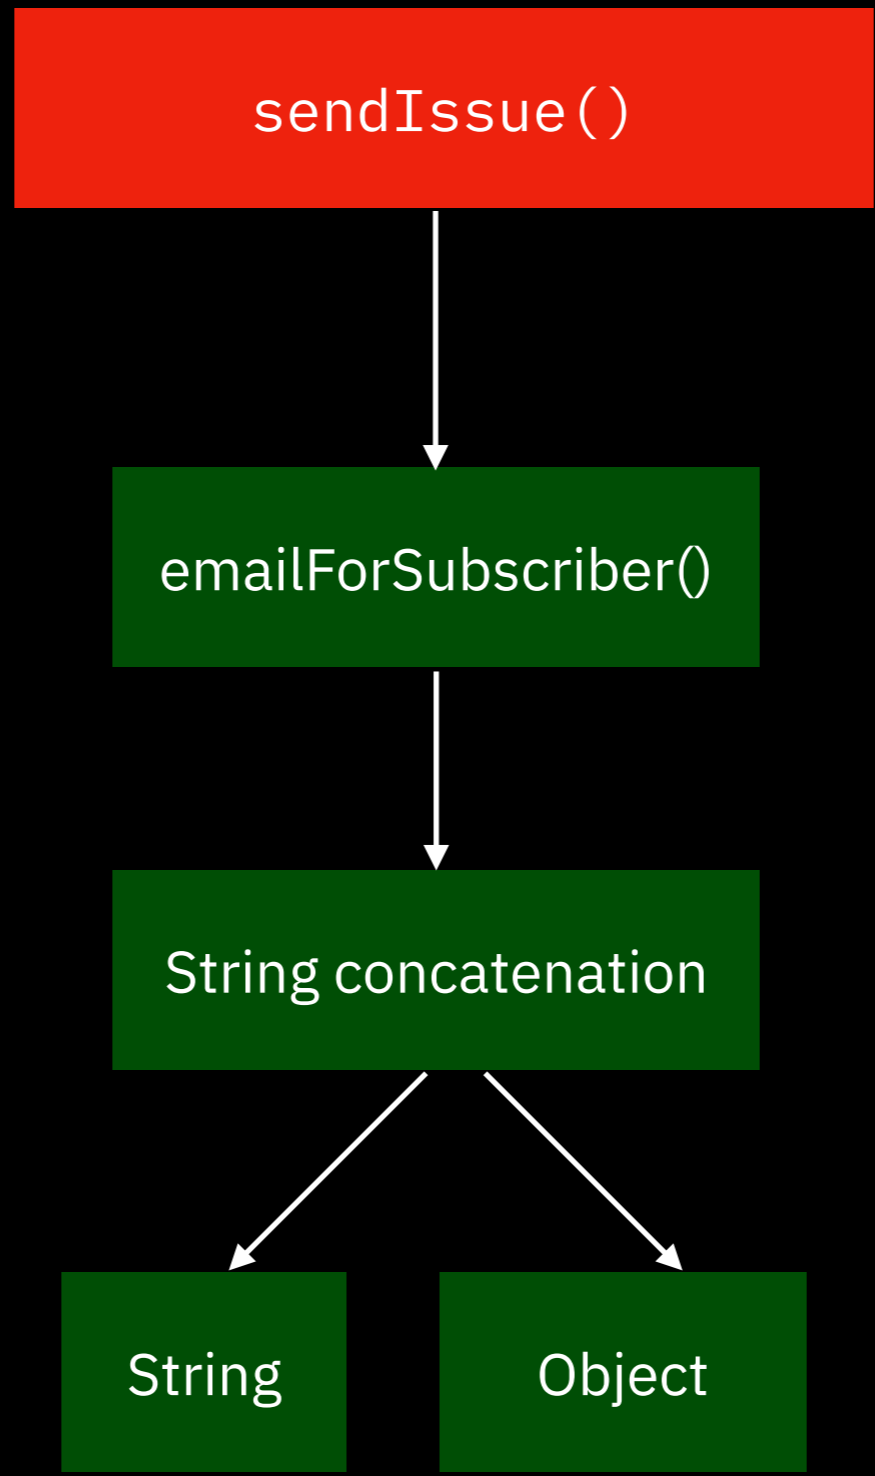 sendIssue()
emailForSubscriber()
String concatenation
String
Object